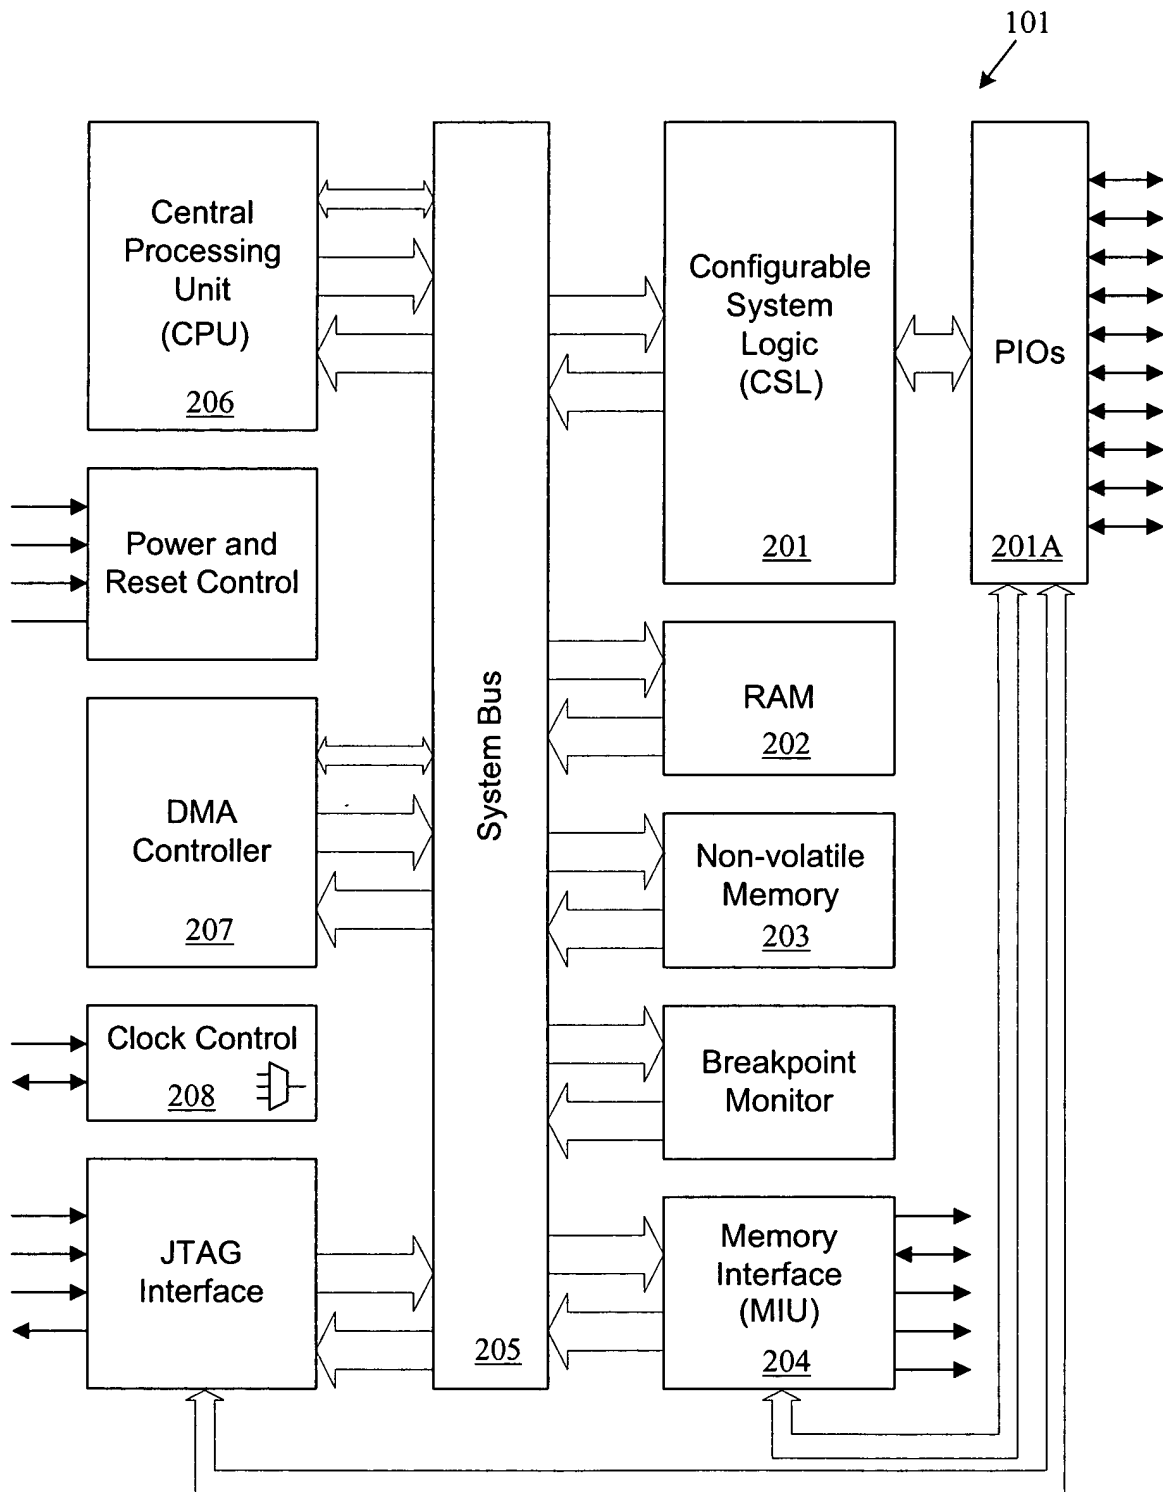 101
Central
Processing
Unit
(CPU)
206
Power and
Reset Control
DMA
Controller
207
Clock Control
208
JTAG
Interface
System Bus
205
Configurable
System
Logic
(CSL)
201
PIOs
201A
RAM
202
Non-volatile
Memory
203
Breakpoint
Monitor
Memory
Interface
(MIU)
204